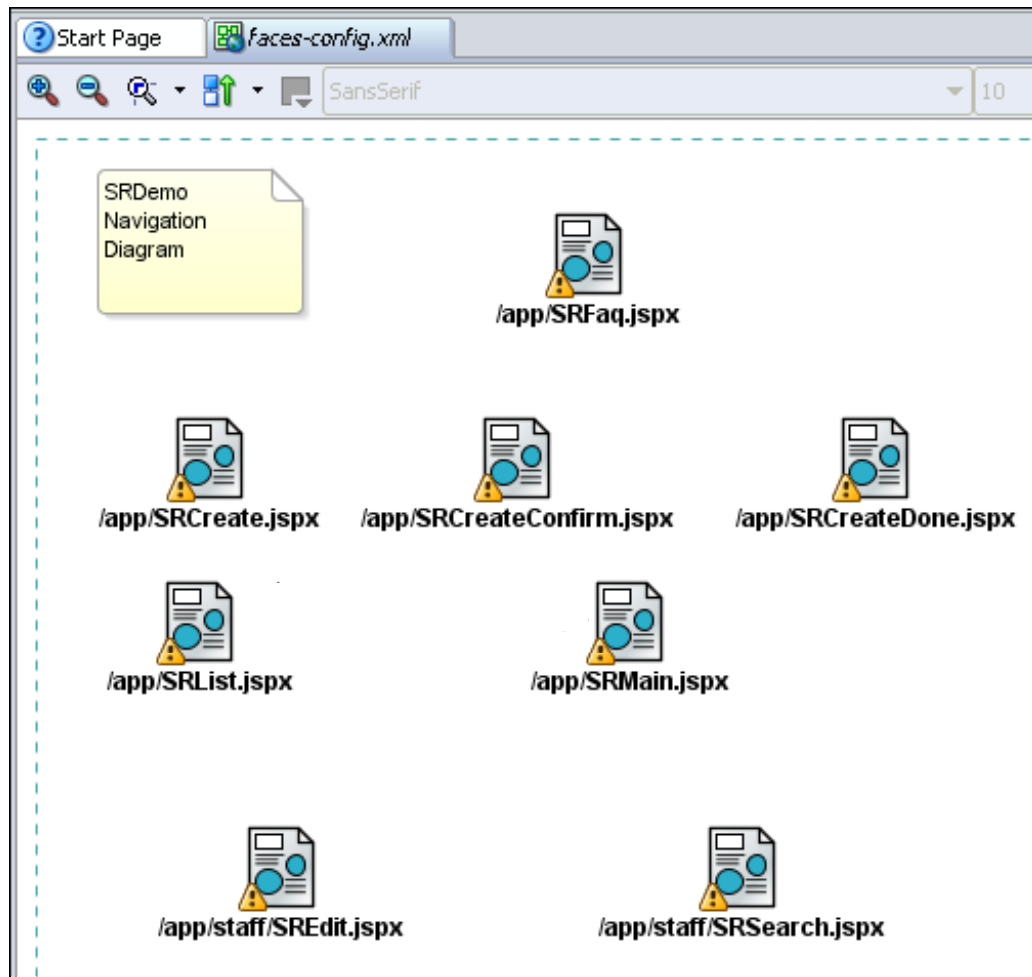 Start Page
faces-config.xml
SansSerif
10
SRDemo
Navigation
Diagram
/app/SRFaq.jspx
/app/SRCreate.jspx
/app/SRCreateConfirm.jspx
/app/SRCreateDone.jspx
/app/SRList.jspx
/app/SRMain.jspx
/app/staff/SREdit.jspx
/app/staff/SRSearch.jspx